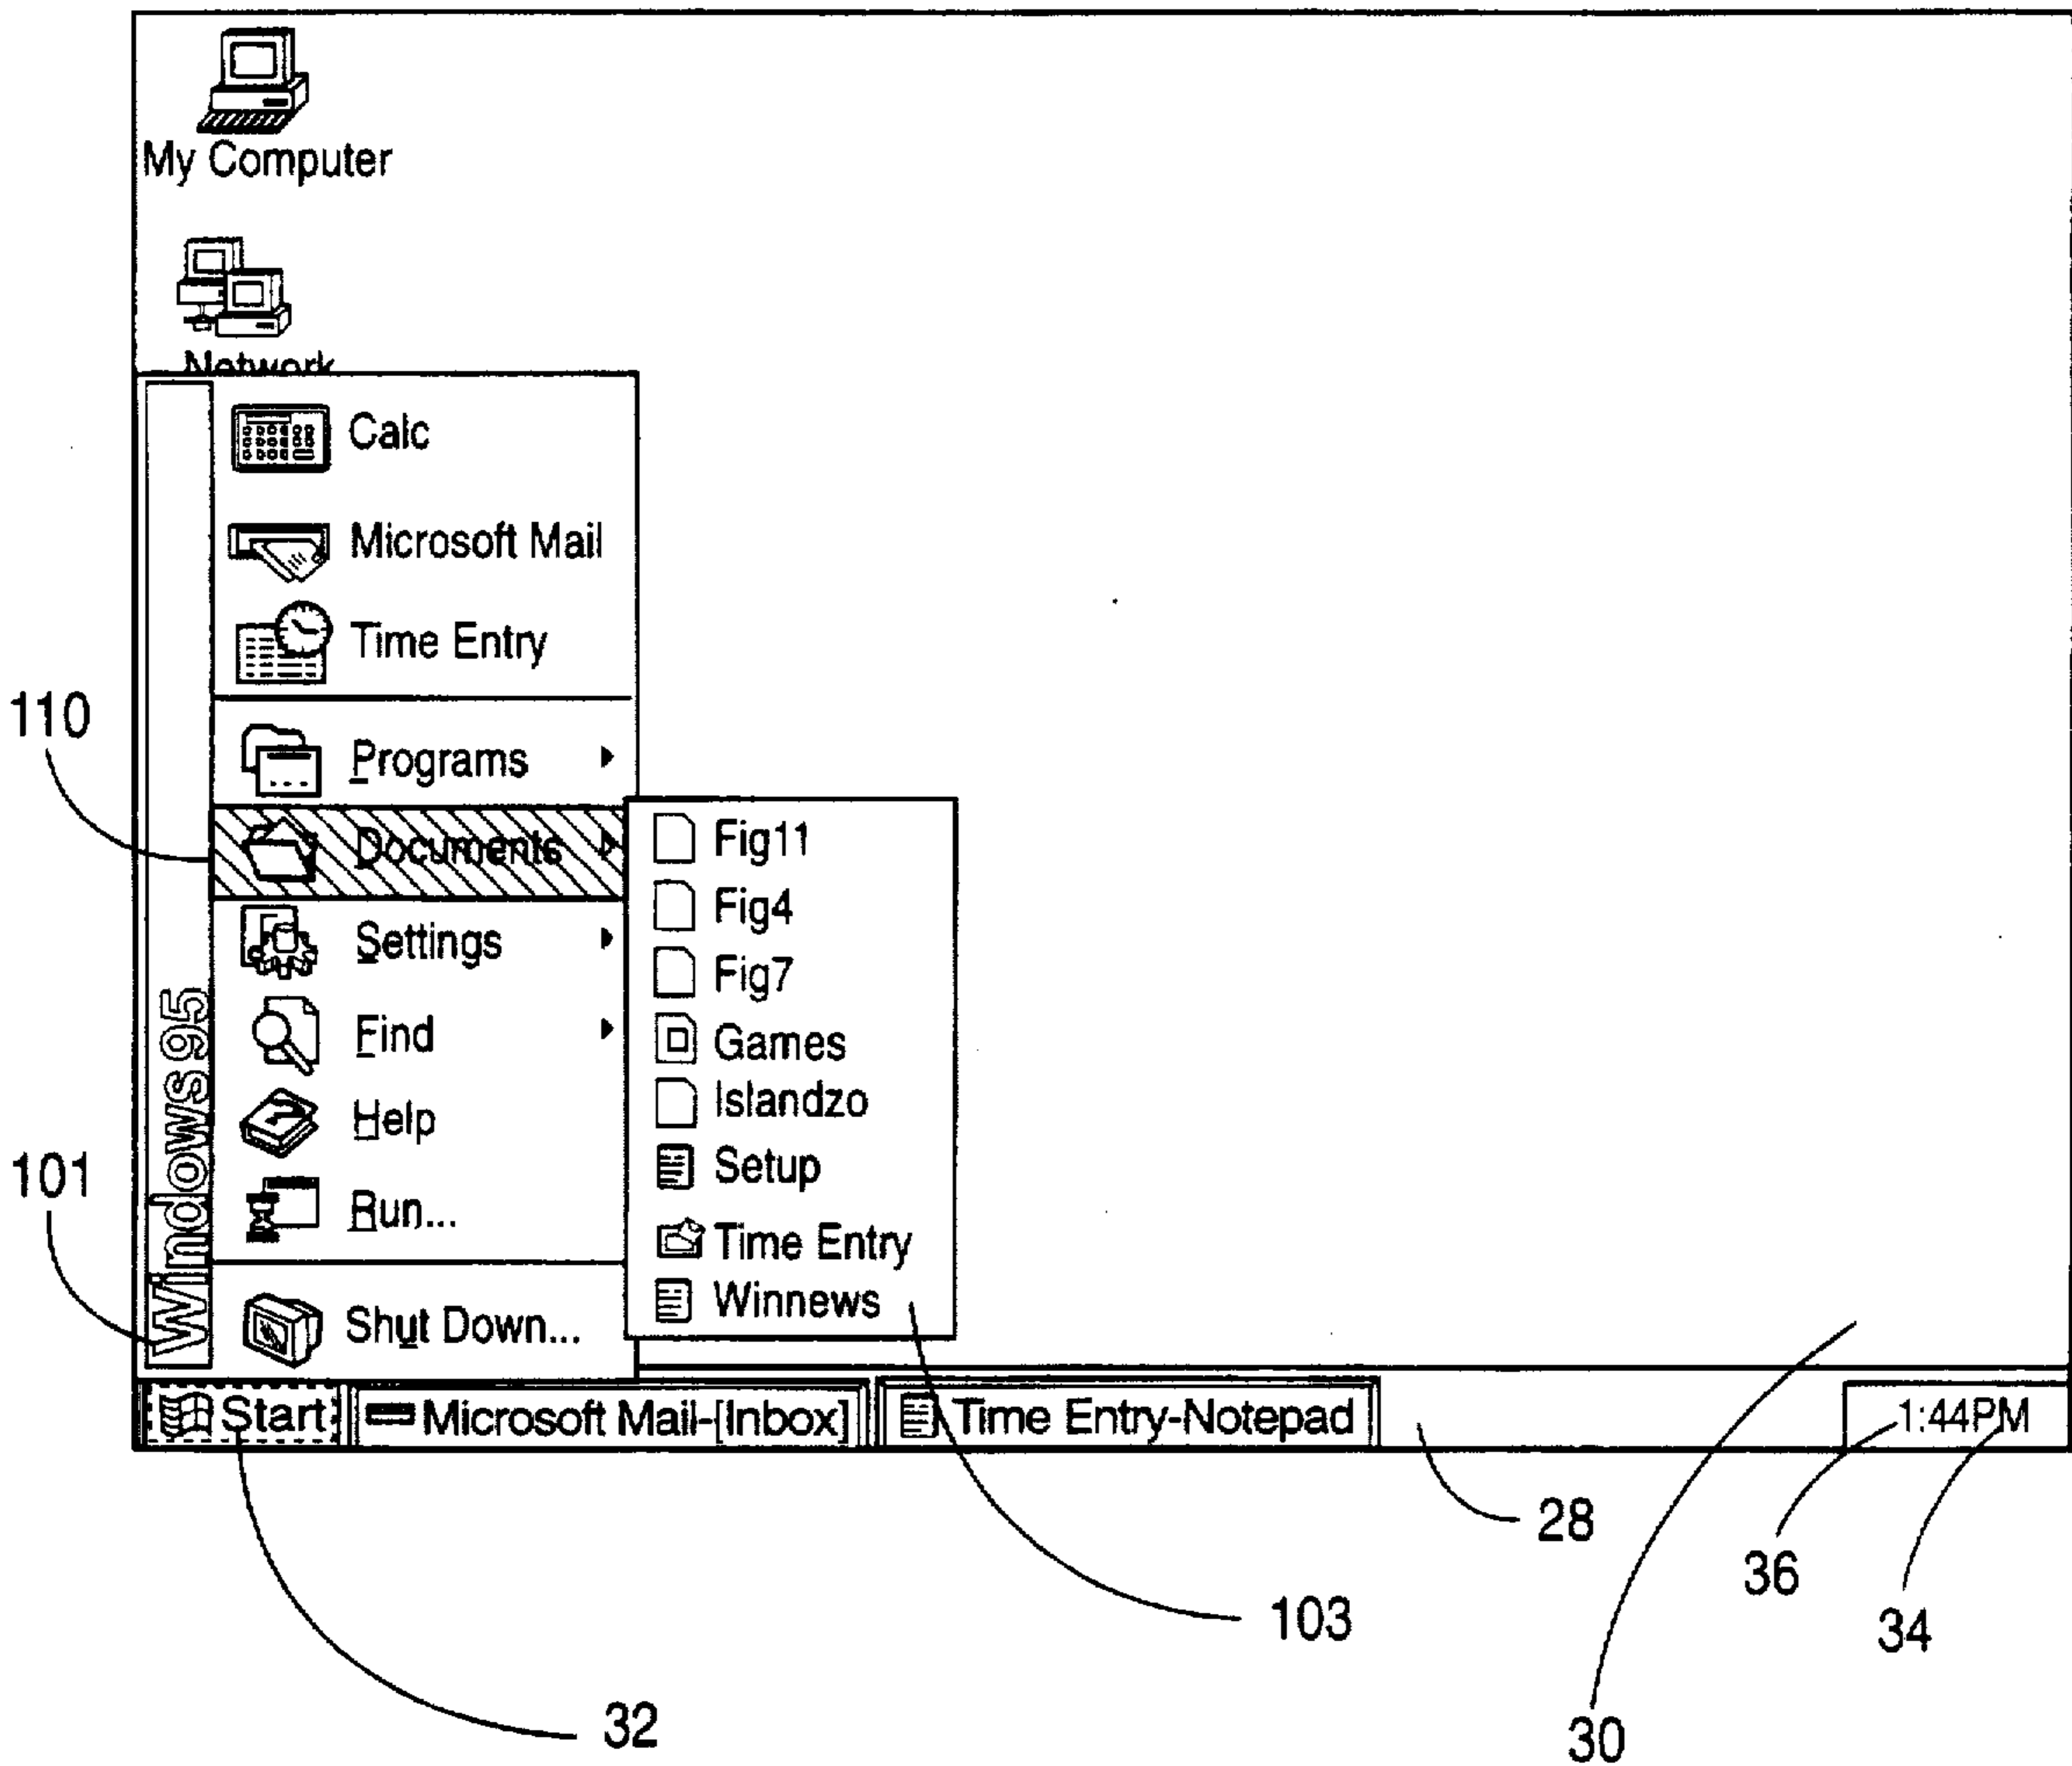 My Computer
Network
Calc
Microsoft Mail
Time Entry
110
Programs
Documents
Settings
Find
Help
Run...
Shut Down...
Windows 95
101
Fig11
Fig4
Fig7
Games
Islandzo
Setup
Time Entry
Winnews
Start
Microsoft Mail-[Inbox]
Time Entry-Notepad
1:44PM
28
36
34
103
32
30